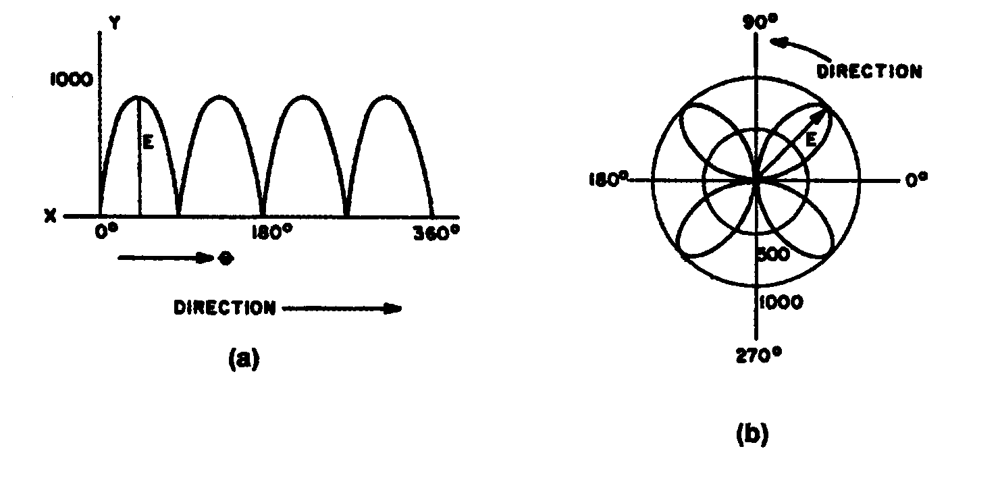 Y
1000
E
X
0°
180°
360°
Θ
DIRECTION
(a)
90°
DIRECTION
E
180°
0°
500
1000
270°
(b)